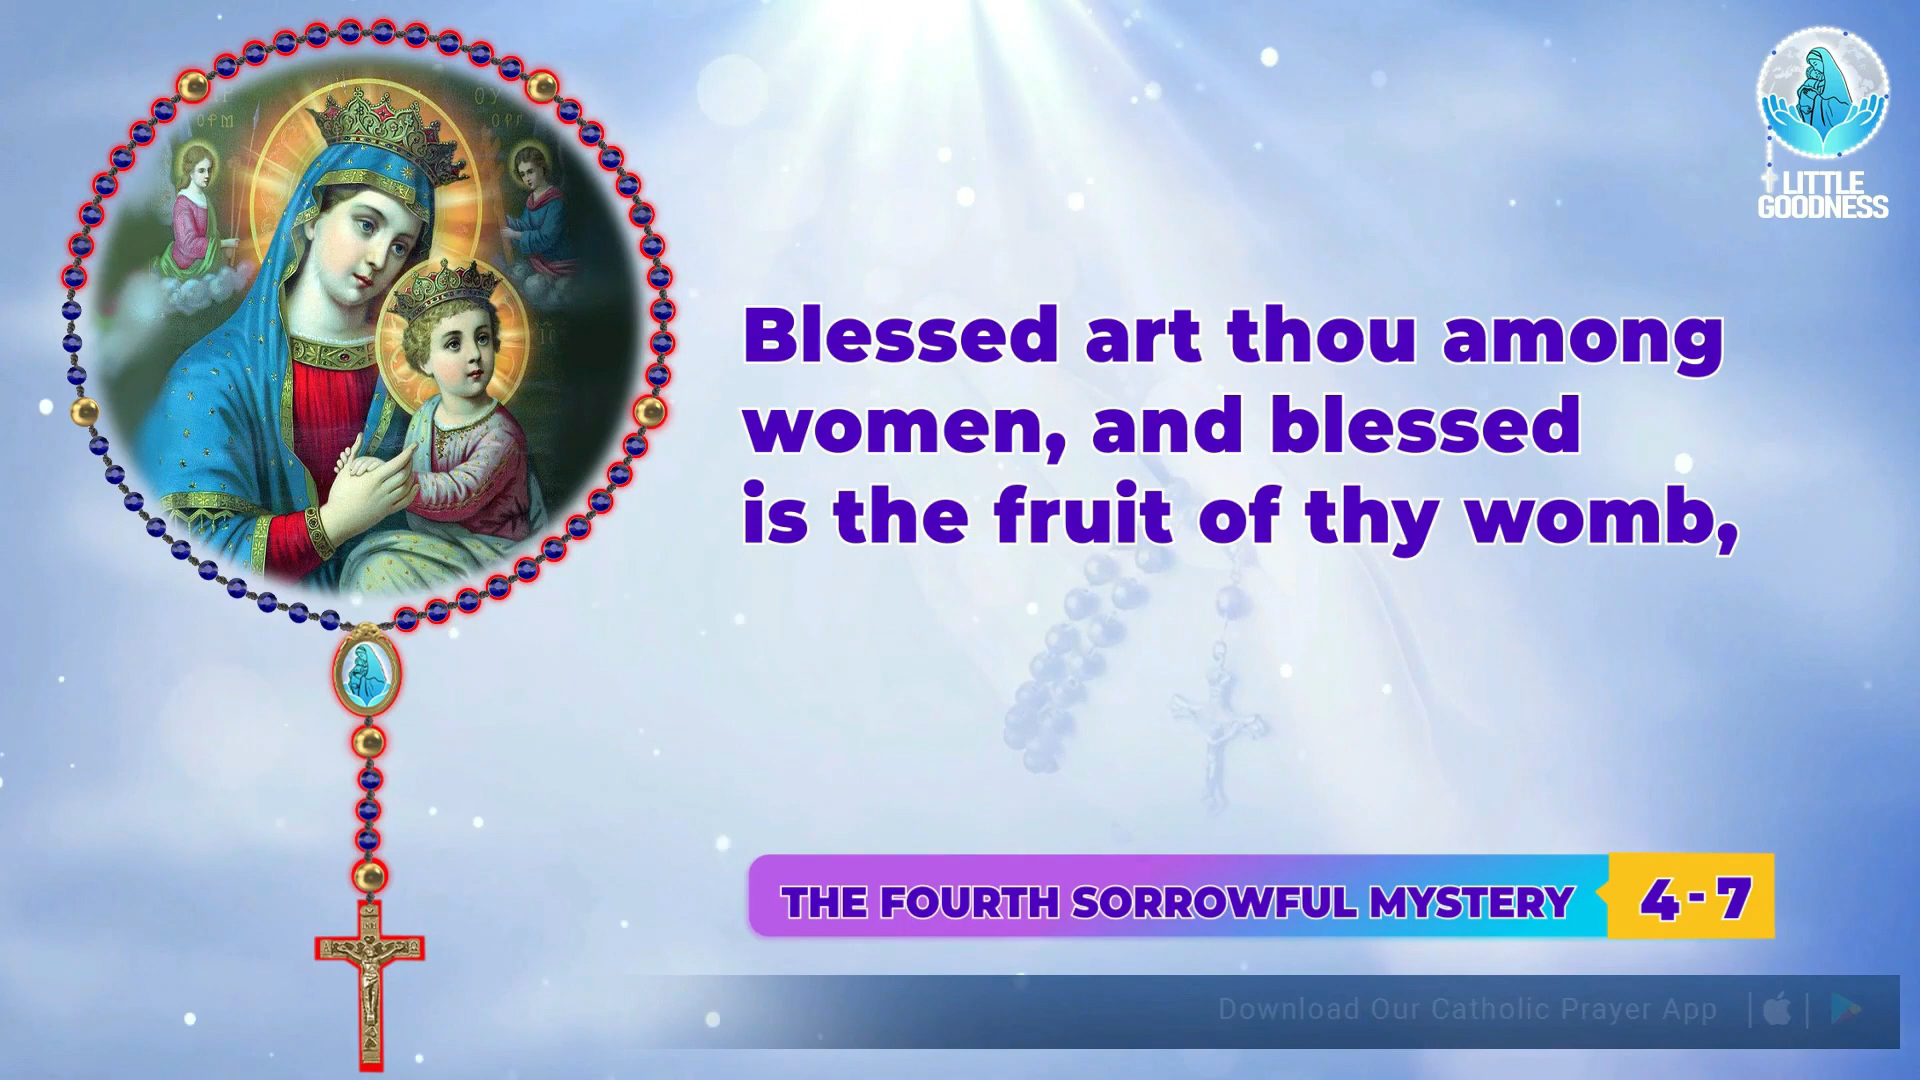 LITTLE
GOODNESS
Blessed art thou among
women, and blessed
is the fruit of thy womb,
THE FOURTH SORROWFUL MYSTERY 4-7
Download Our Catholic Prayer App